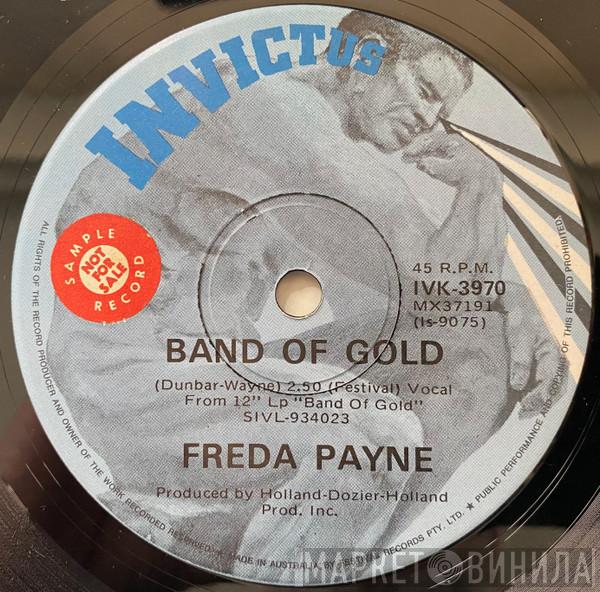 INVICTUS
SAMPLE
NOT
FOR
SALE
RECORD
45 R.P.M.
IVK-3970
MX37191
(Is-9075)
BAND OF GOLD
(Dunbar-Wayne) 2.50 (Festival) Vocal
From 12" Lp "Band Of Gold"
SIVL-934023
FREDA PAYNE
Produced by Holland-Dozier-Holland
Prod. Inc.
ALL RIGHTS OF THE RECORD PRODUCER AND OWNER OF THE WORK RECORDED RESERVED ★ MADE IN AUSTRALIA BY FESTIVAL RECORDS PTY. LTD. ★ PUBLIC PERFORMANCE AND COPYING OF THIS RECORD PROHIBITED
МАРКЕТ ВИНИЛА